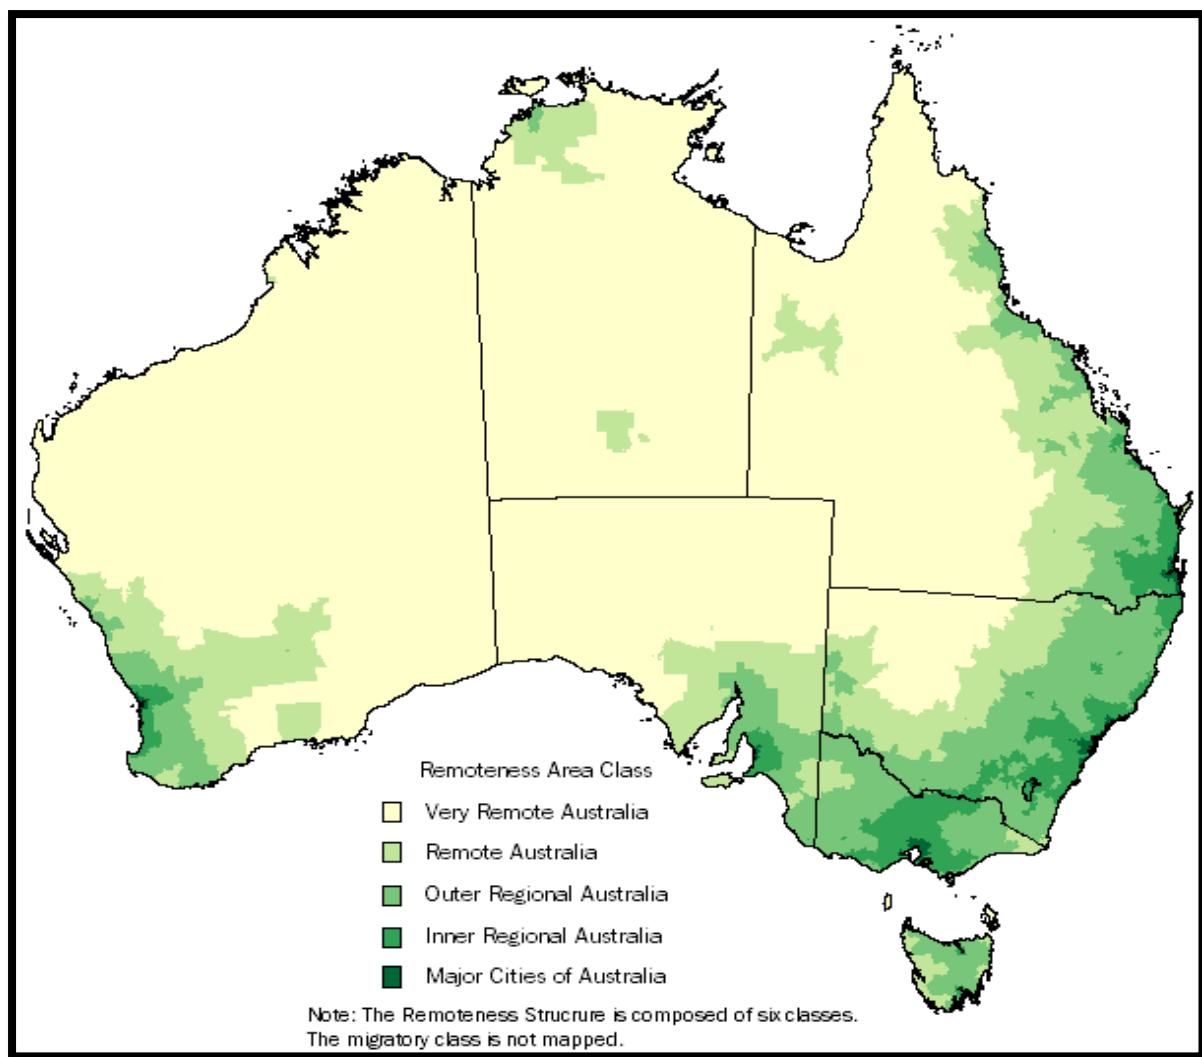 Remoteness Area Class
Very Remote Australia
Remote Australia
Outer Regional Australia
Inner Regional Australia
Major Cities of Australia
Note: The Remoteness Strucrure is composed of six classes.
The migratory class is not mapped.